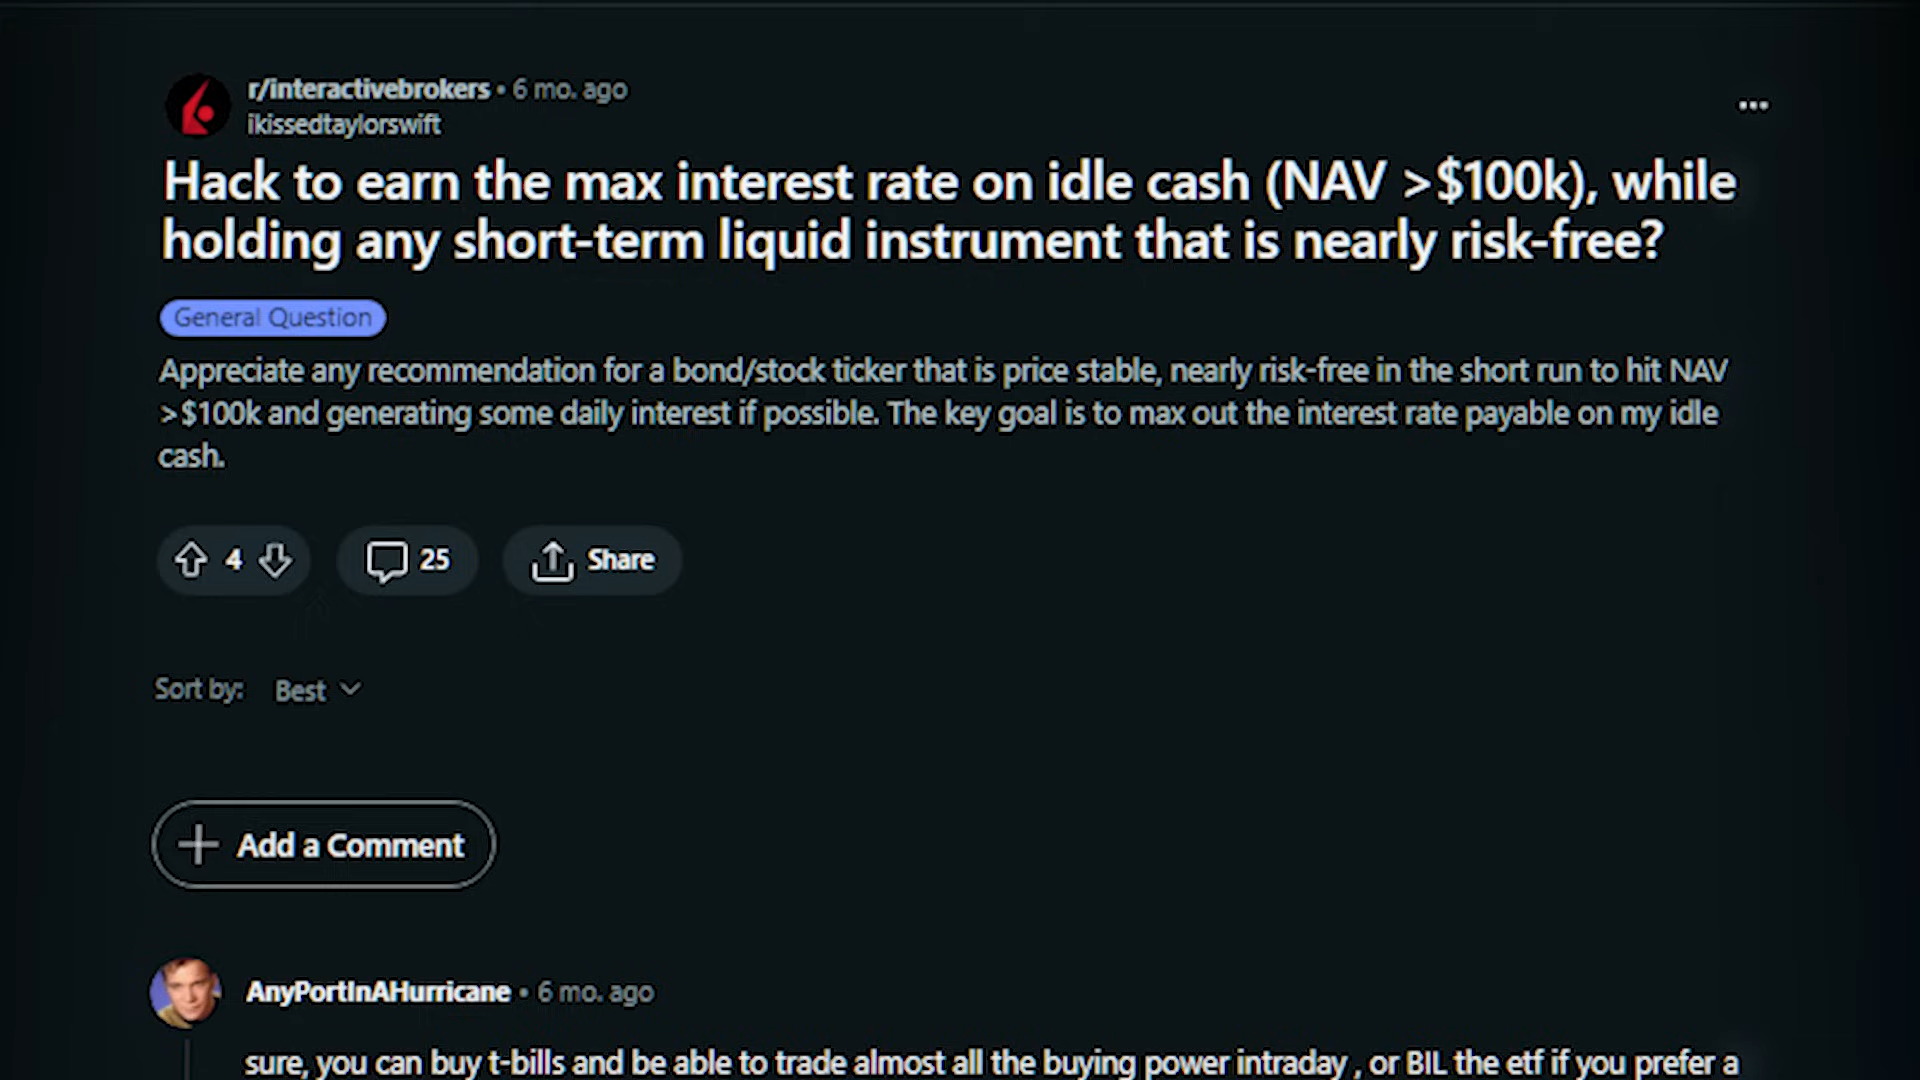 r/interactivebrokers • 6 mo. ago
ikissedtaylorswift
Hack to earn the max interest rate on idle cash (NAV >$100k), while
holding any short-term liquid instrument that is nearly risk-free?
General Question
Appreciate any recommendation for a bond/stock ticker that is price stable, nearly risk-free in the short run to hit NAV
>$100k and generating some daily interest if possible. The key goal is to max out the interest rate payable on my idle
cash.
4 25 Share
Sort by: Best
Add a Comment
AnyPortInAHurricane • 6 mo. ago
sure, you can buy t-bills and be able to trade almost all the buying power intraday , or BIL the etf if you prefer a